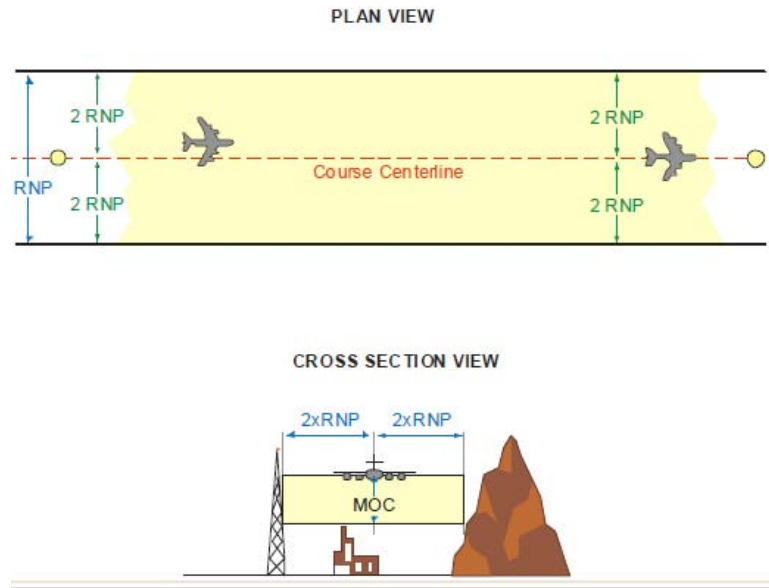 PLAN VIEW
2 RNP
2 RNP
RNP
Course Centerline
2 RNP
2 RNP
CROSS SECTION VIEW
2xRNP
2xRNP
MOC